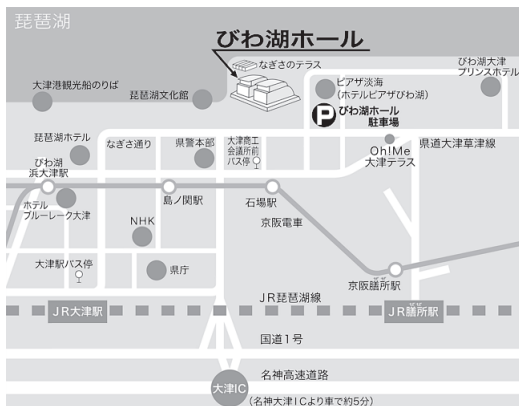 琵琶湖
びわ湖ホール
なぎさのテラス
びわ湖大津
プリンスホテル
大津港観光船のりば
琵琶湖文化館
ピアザ淡海
(ホテルピアザびわ湖)
P
びわ湖ホール
駐車場
琵琶湖ホテル
なぎさ通り
県警本部
大津商工
会議所前
バス停
Oh!Me
大津テラス
県道大津草津線
びわ湖
浜大津駅
ホテル
ブルーレーク大津
島ノ関駅
石場駅
京阪電車
NHK
大津駅バス停
県庁
京阪膳所駅
ぜぜ
JR琵琶湖線
JR大津駅
JR膳所駅
ぜぜ
国道1号
名神高速道路
大津IC
(名神大津ICより車で約5分)